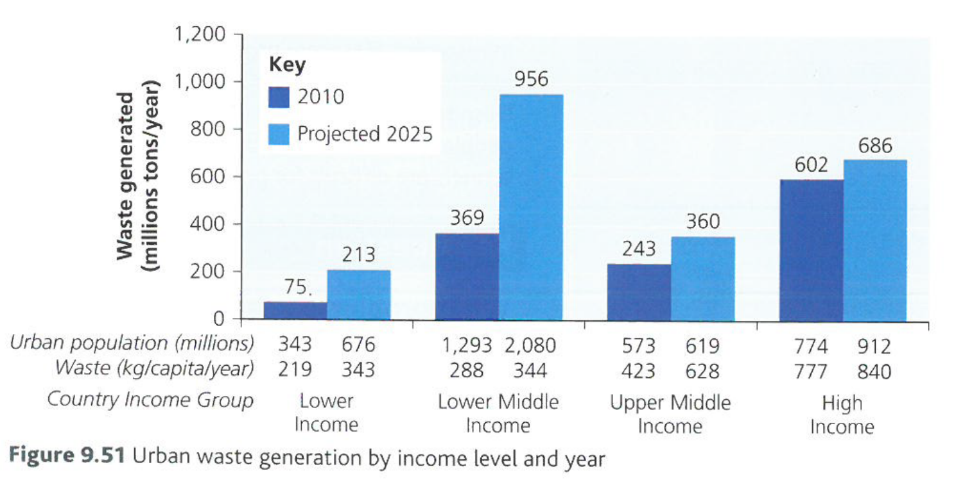 1,200
1,000
800
600
400
200
0
Waste generated
(millions tons/year)
Key
2010
Projected 2025
75.
213
369
956
243
360
602
686
Urban population (millions) 343 676 1,293 2,080 573 619 774 912
Waste (kg/capita/year) 219 343 288 344 423 628 777 840
Country Income Group Lower Lower Middle Upper Middle High
Income Income Income Income
Figure 9.51 Urban waste generation by income level and year